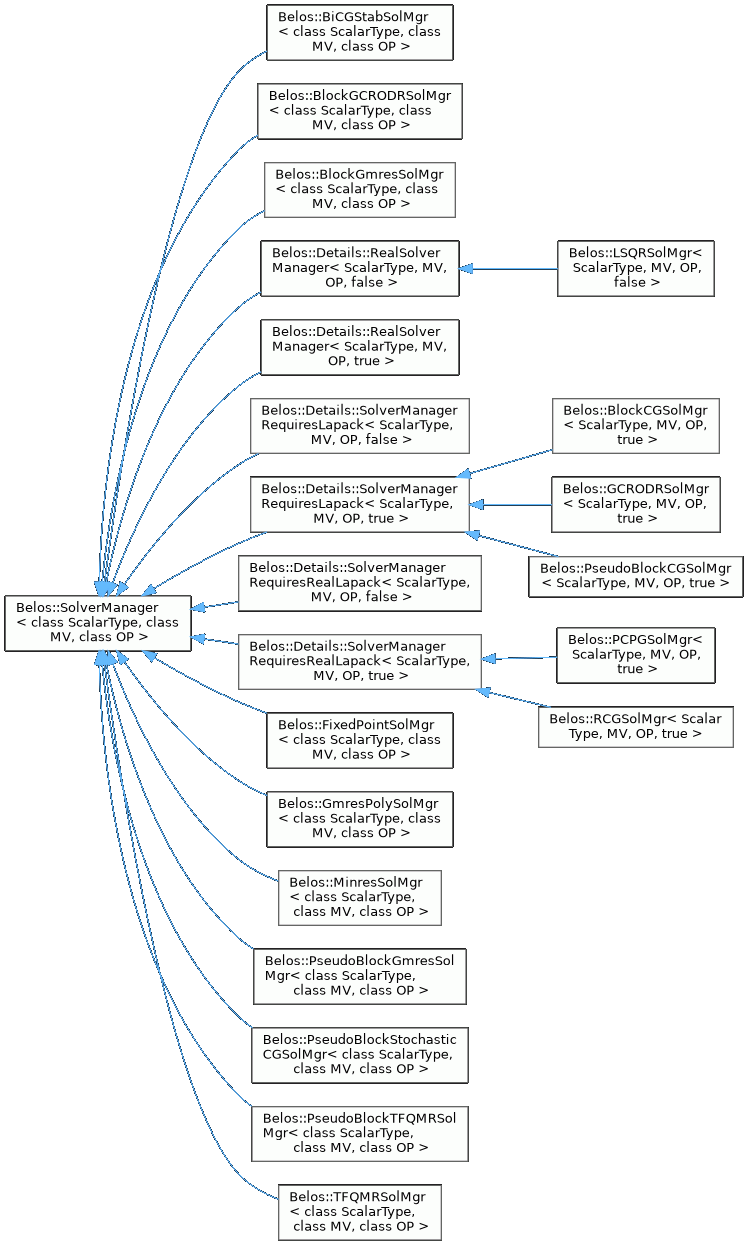 Belos::BiCGStabSolMgr
< class ScalarType, class
MV, class OP >
Belos::BlockGCRODRSolMgr
< class ScalarType, class
MV, class OP >
Belos::BlockGmresSolMgr
< class ScalarType, class
MV, class OP >
Belos::Details::RealSolver
Manager< ScalarType, MV,
OP, false >
Belos::LSQRSolMgr<
ScalarType, MV, OP,
false >
Belos::Details::RealSolver
Manager< ScalarType, MV,
OP, true >
Belos::Details::SolverManager
RequiresLapack< ScalarType,
MV, OP, false >
Belos::BlockCGSolMgr
< ScalarType, MV, OP,
true >
Belos::Details::SolverManager
RequiresLapack< ScalarType,
MV, OP, true >
Belos::GCRODRSolMgr
< ScalarType, MV, OP,
true >
Belos::Details::SolverManager
RequiresRealLapack< ScalarType,
MV, OP, false >
Belos::PseudoBlockCGSolMgr
< ScalarType, MV, OP, true >
Belos::SolverManager
< class ScalarType, class
MV, class OP >
Belos::Details::SolverManager
RequiresRealLapack< ScalarType,
MV, OP, true >
Belos::PCPGSolMgr<
ScalarType, MV, OP,
true >
Belos::RCGSolMgr< Scalar
Type, MV, OP, true >
Belos::FixedPointSolMgr
< class ScalarType, class
MV, class OP >
Belos::GmresPolySolMgr
< class ScalarType, class
MV, class OP >
Belos::MinresSolMgr
< class ScalarType,
class MV, class OP >
Belos::PseudoBlockGmresSol
Mgr< class ScalarType,
class MV, class OP >
Belos::PseudoBlockStochastic
CGSolMgr< class ScalarType,
class MV, class OP >
Belos::PseudoBlockTFQMRSol
Mgr< class ScalarType,
class MV, class OP >
Belos::TFQMRSolMgr
< class ScalarType,
class MV, class OP >